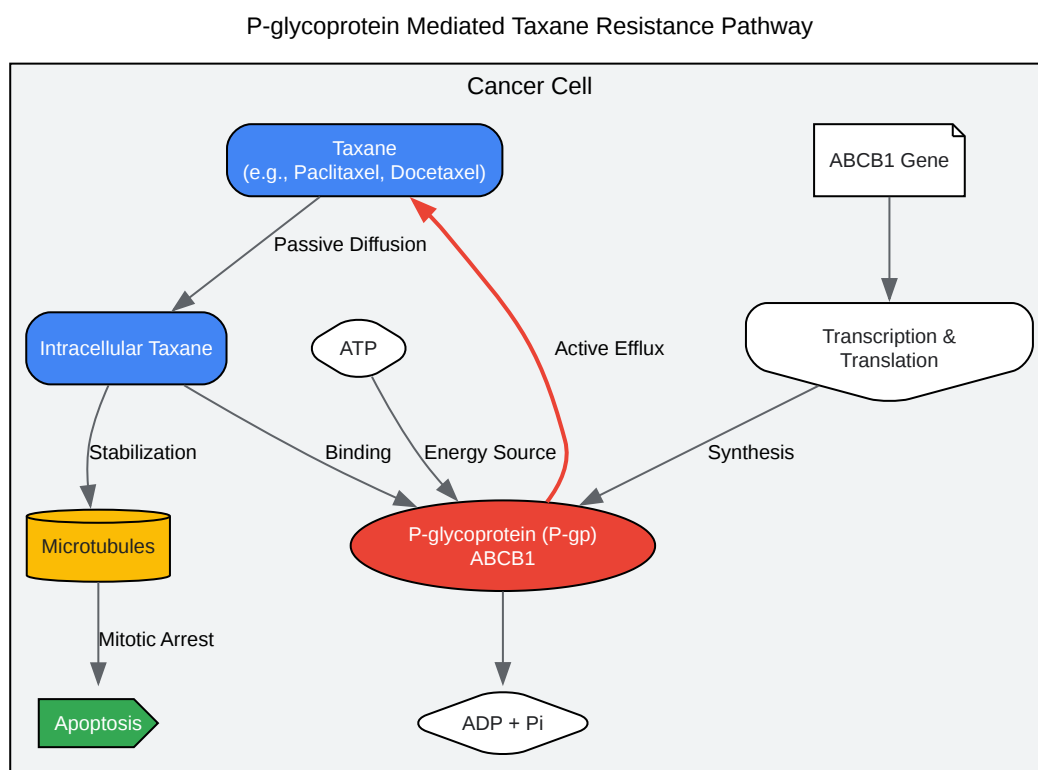 P-glycoprotein Mediated Taxane Resistance Pathway
Cancer Cell
Taxane
(e.g., Paclitaxel, Docetaxel)
ABCB1 Gene
Passive Diffusion
Intracellular Taxane
ATP
Active Efflux
Transcription &
Translation
Stabilization
Binding
Energy Source
Synthesis
Microtubules
P-glycoprotein (P-gp)
ABCB1
Mitotic Arrest
Apoptosis
ADP + Pi